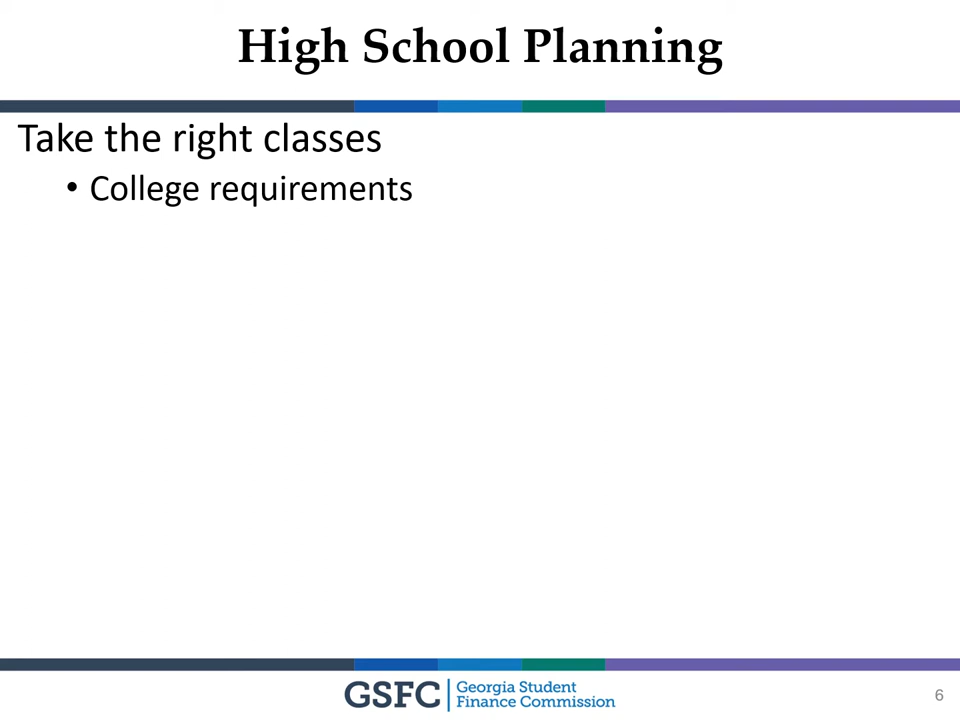 High School Planning
Take the right classes
• College requirements
GSFC
Georgia Student
Finance Commission
6